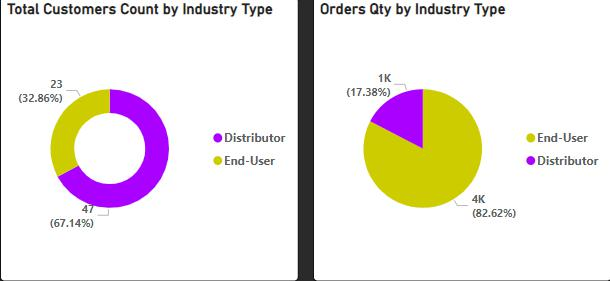 Total Customers Count by Industry Type
23
(32.86%)
47
(67.14%)
Distributor
End-User
Orders Qty by Industry Type
1K
(17.38%)
4K
(82.62%)
End-User
Distributor